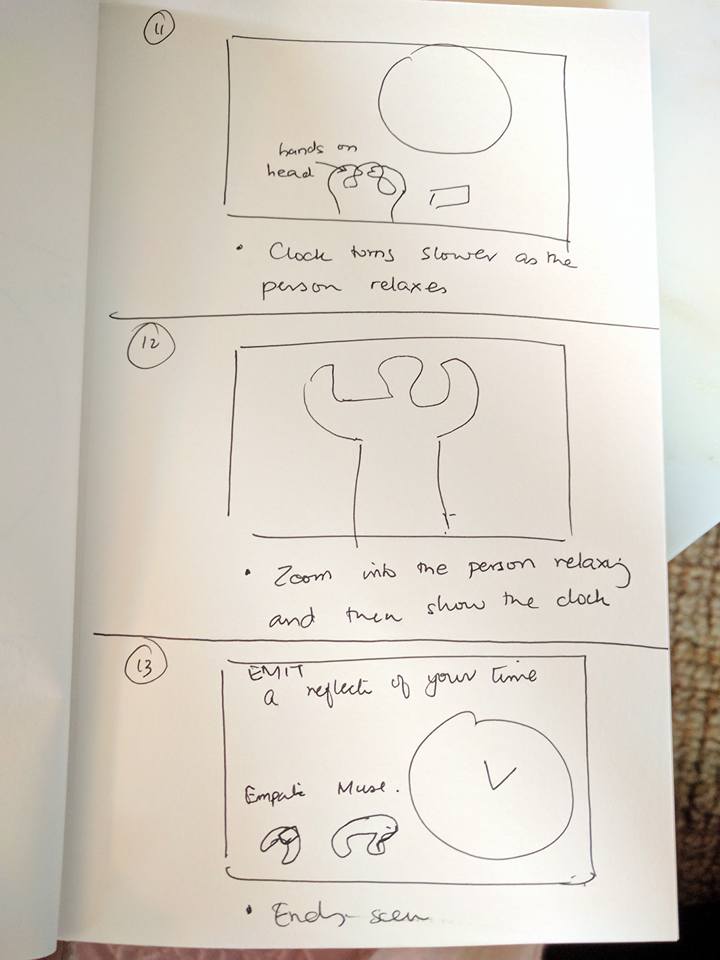 11
hands on
head
• Clock turns slower as the
person relaxes
12
• Zoom into the person relaxing
and then show the clock
13
EMIT
a reflecti of your time
Empatic Muse.
• Endg scen